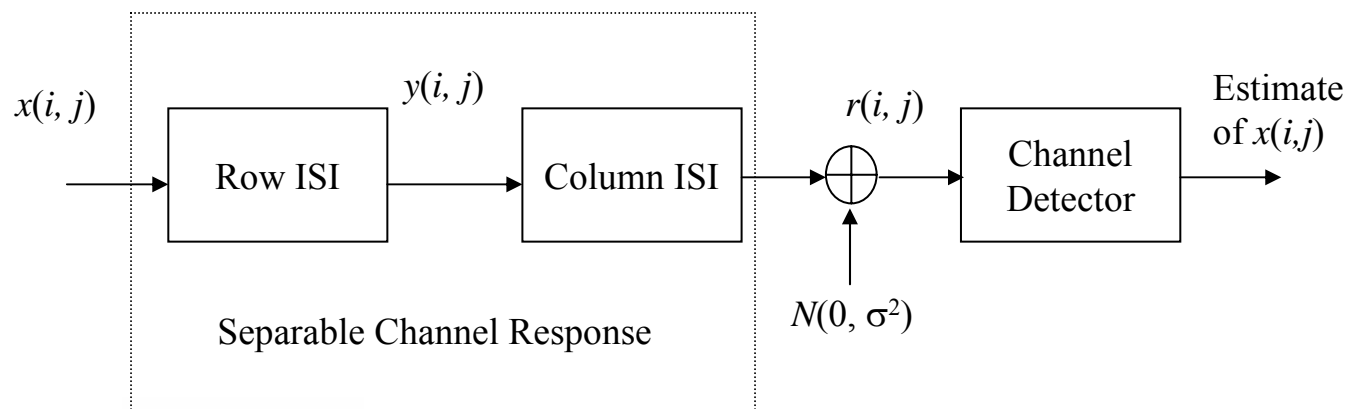 x(i, j)
Row ISI
y(i, j)
Column ISI
r(i, j)
Channel
Detector
Estimate
of x(i,j)
N(0, σ²)
Separable Channel Response